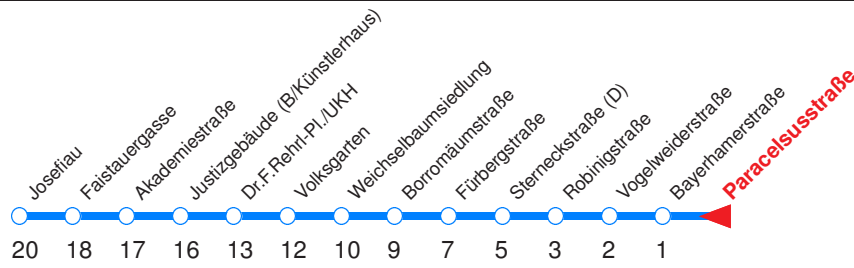 Josefiau
Faistauergasse
Akademiestraße
Justizgebäude (B/Künstlerhaus)
Dr.F.Rehrl-Pl./UKH
Volksgarten
Weichselbaumsiedlung
Borromäumstraße
Fürbergstraße
Sterneckstraße (D)
Robinigstraße
Vogelweiderstraße
Bayerhamerstraße
Paracelsusstraße
20 18 17 16 13 12 10 9 7 5 3 2 1